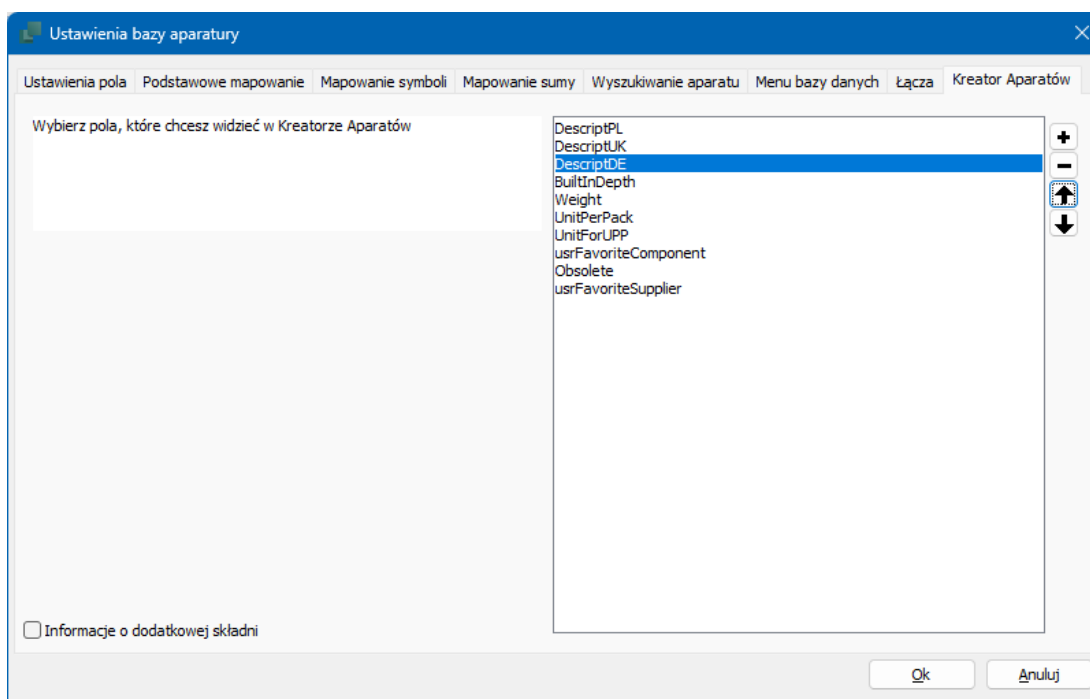 Ustawienia bazy aparatury
Ustawienia pola Podstawowe mapowanie Mapowanie symboli Mapowanie sumy Wyszukiwanie aparatu Menu bazy danych Łącza Kreator Aparatów
Wybierz pola, które chcesz widzieć w Kreatorze Aparatów
DescriptPL
DescriptUK
DescriptDE
BuiltInDepth
Weight
UnitPerPack
UnitForUPP
usrFavoriteComponent
Obsolete
usrFavoriteSupplier
Informacje o dodatkowej składni
Ok Anuluj